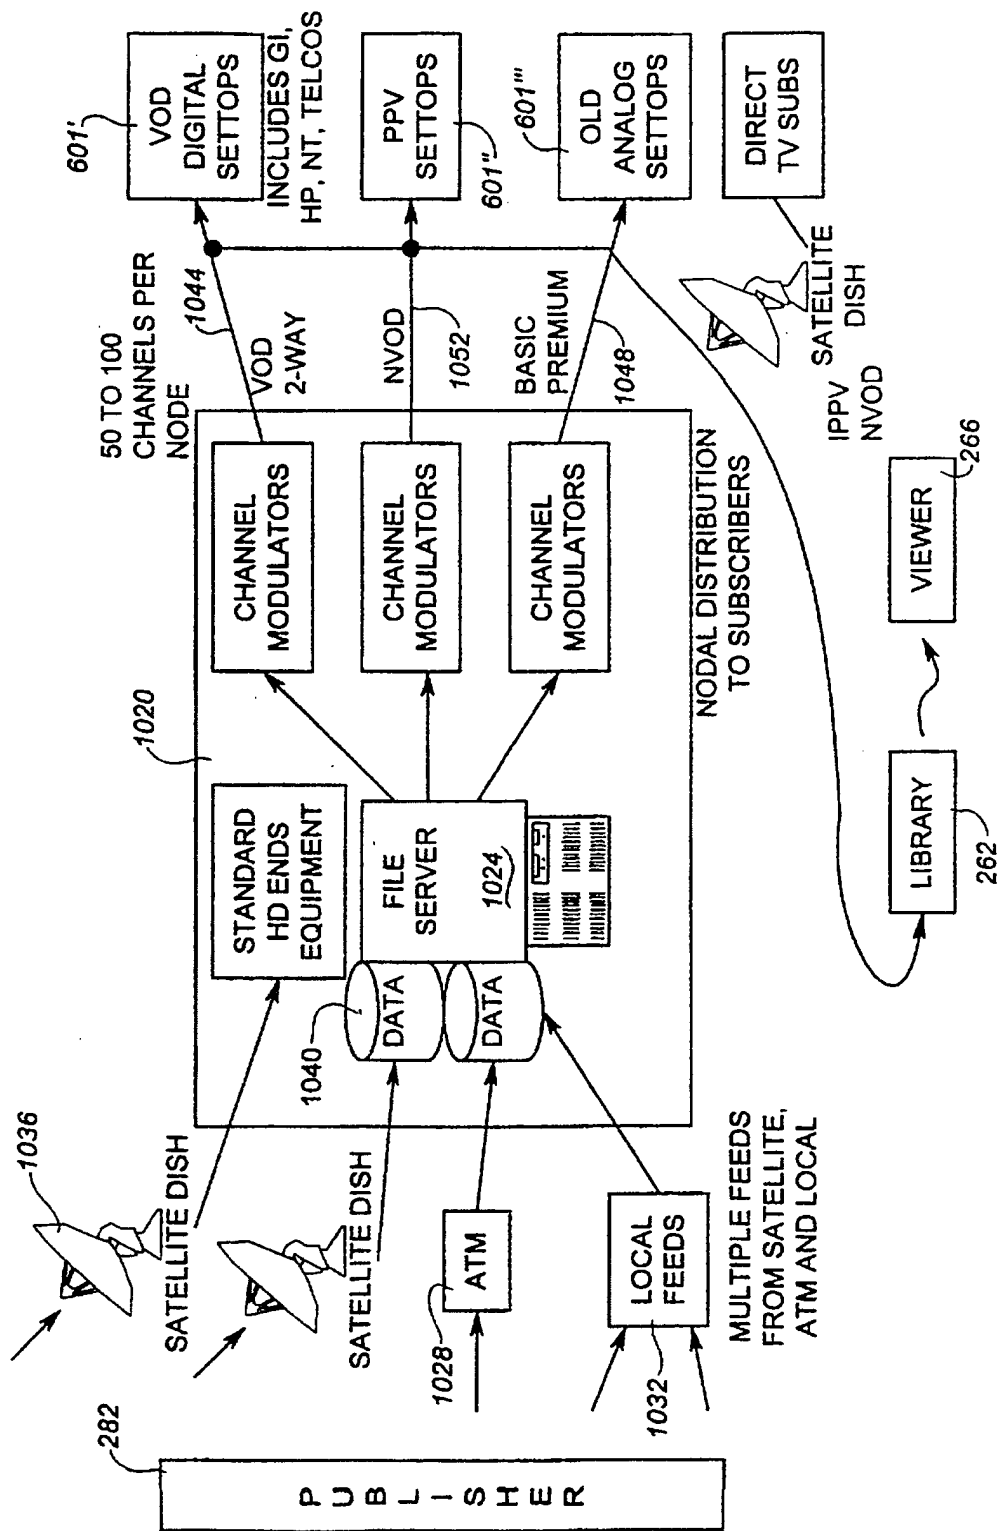 282
PUBLISHER
1036
SATELLITE DISH
SATELLITE DISH
1028
ATM
1032
LOCAL
FEEDS
MULTIPLE FEEDS
FROM SATELLITE,
ATM AND LOCAL
1020
STANDARD
HD ENDS
EQUIPMENT
1040
DATA
DATA
FILE
SERVER
1024
CHANNEL
MODULATORS
CHANNEL
MODULATORS
CHANNEL
MODULATORS
NODAL DISTRIBUTION
TO SUBSCRIBERS
50 TO 100
CHANNELS PER
NODE
1044
VOD
2-WAY
NVOD
1052
BASIC
PREMIUM
1048
601'
VOD
DIGITAL
SETTOPS
INCLUDES GI,
HP, NT, TELCOS
PPV
SETTOPS
601"
601'"
OLD
ANALOG
SETTOPS
DIRECT
TV SUBS
SATELLITE
DISH
IPPV
NVOD
LIBRARY
262
VIEWER
266